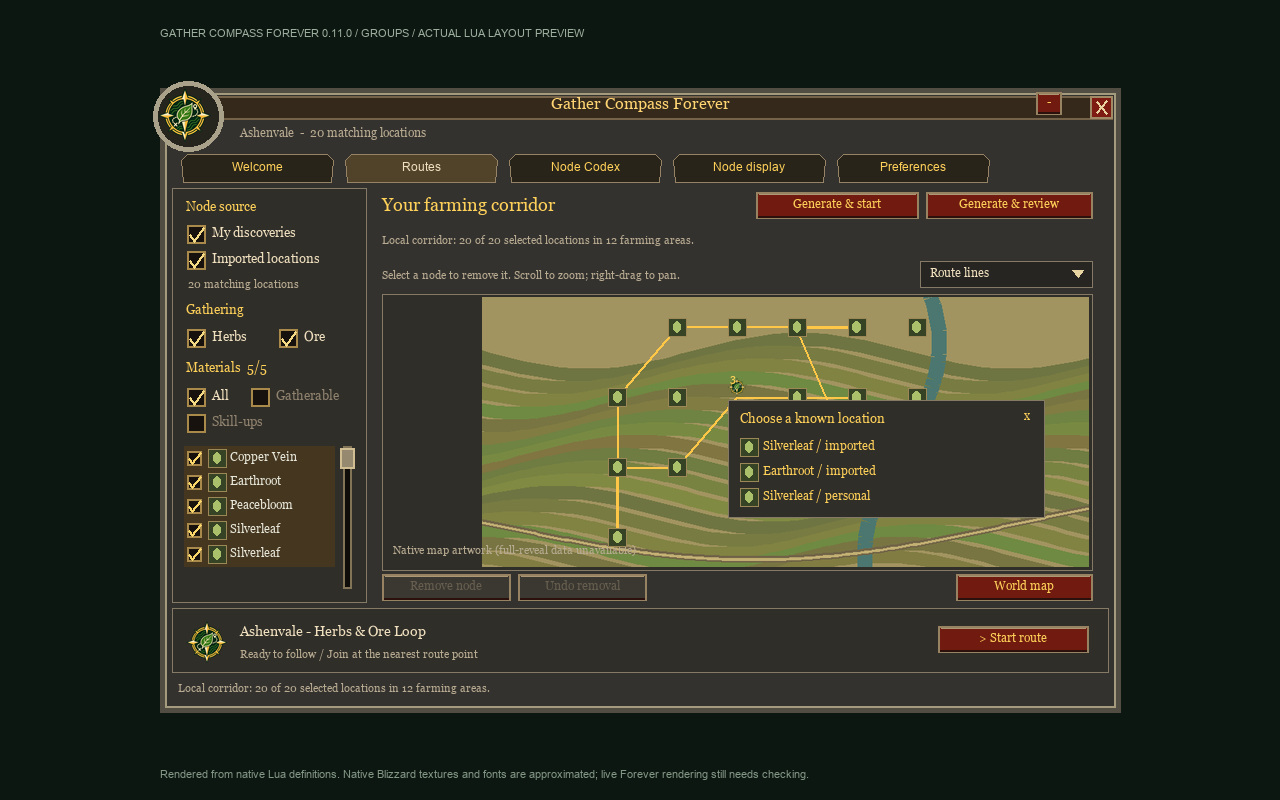 GATHER COMPASS FOREVER 0.11.0 / GROUPS / ACTUAL LUA LAYOUT PREVIEW
Gather Compass Forever
-
X
Ashenvale - 20 matching locations
Welcome
Routes
Node Codex
Node display
Preferences
Node source
My discoveries
Imported locations
20 matching locations
Gathering
Herbs
Ore
Materials 5/5
All
Gatherable
Skill-ups
Copper Vein
Earthroot
Peacebloom
Silverleaf
Silverleaf
Your farming corridor
Generate & start
Generate & review
Local corridor: 20 of 20 selected locations in 12 farming areas.
Select a node to remove it. Scroll to zoom; right-drag to pan.
Route lines
3
Choose a known location
x
Silverleaf / imported
Earthroot / imported
Silverleaf / personal
Native map artwork (full-reveal data unavailable)
Remove node
Undo removal
World map
Ashenvale - Herbs & Ore Loop
Ready to follow / Join at the nearest route point
> Start route
Local corridor: 20 of 20 selected locations in 12 farming areas.
Rendered from native Lua definitions. Native Blizzard textures and fonts are approximated; live Forever rendering still needs checking.